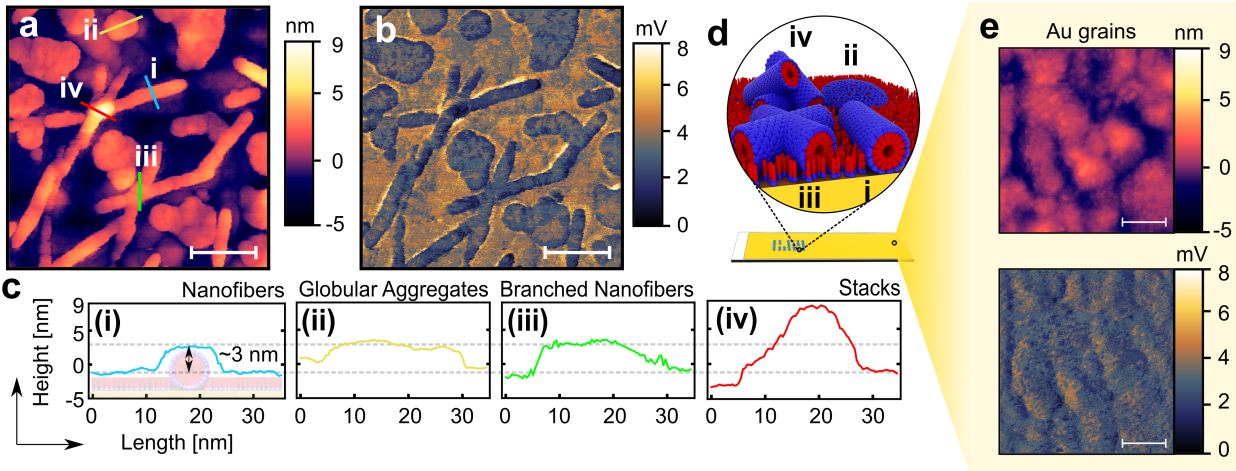 a
ii
i
iv
iii
nm
9
5
0
-5
b
mV
8
6
4
2
0
d
iv
ii
iii
i
e
Au grains
nm
9
5
0
-5
mV
8
6
4
2
0
c
Nanofibers
Globular Aggregates
Branched Nanofibers
Stacks
(i)
(ii)
(iii)
(iv)
~3 nm
Height [nm]
9
5
0
-5
0 10 20 30
0 10 20 30
0 10 20 30
0 10 20 30
Length [nm]